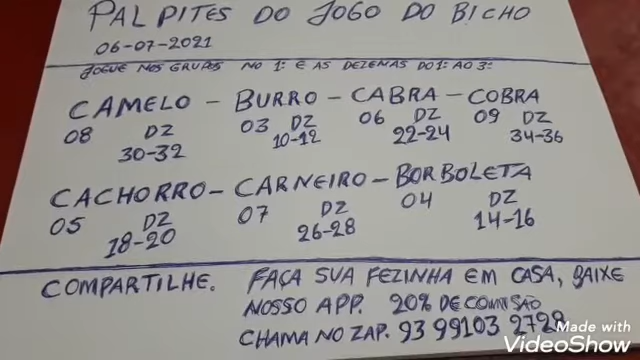 PALPITES DO JOGO DO BICHO
06-07-2021
JOGUE NOS GRUPOS NO 1: E AS DEZENAS DO 1: AO 3:
CAMELO - BURRO - CABRA - COBRA
08 DZ 03 DZ 06 DZ 09 DZ
30-32 10-12 22-24 34-36
CACHORRO - CARNEIRO - BORBOLETA
05 DZ 07 DZ 04 DZ
18-20 26-28 14-16
COMPARTILHE. FAÇA SUA FEZINHA EM CASA, BAIXE
NOSSO APP. 20% DE COMISSÃO
CHAMA NO ZAP. 93 99103 2728
Made with
VideoShow